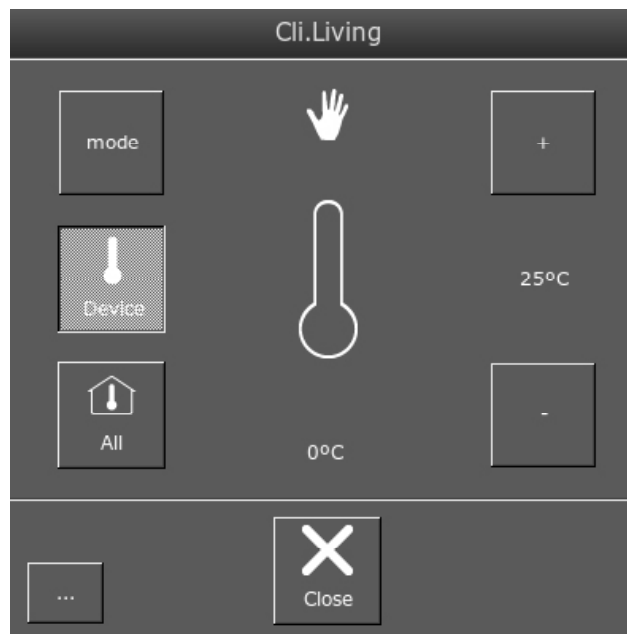 Cli.Living
mode
+
Device
25ºC
All
-
0ºC
...
Close